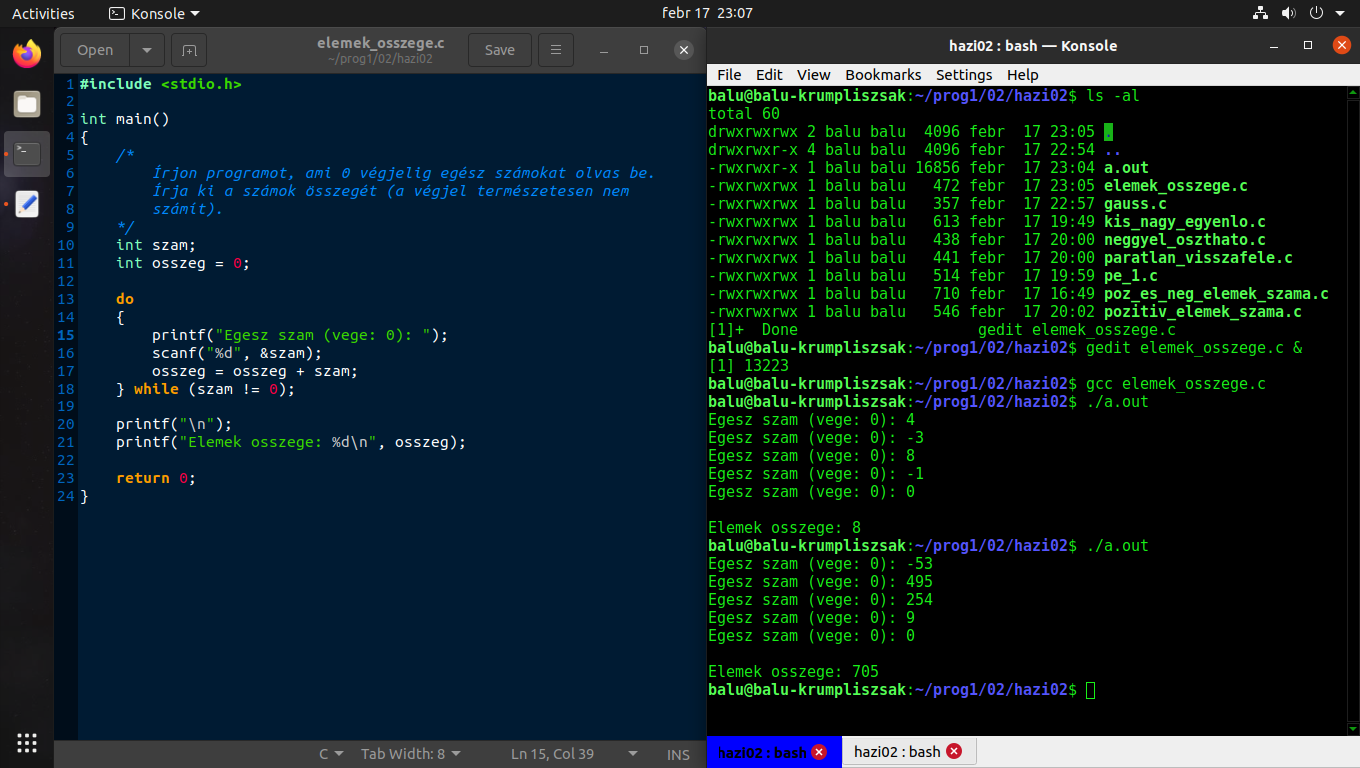 Activities Konsole febr 17 23:07
Open elemek_osszege.c Save
~/prog1/02/hazi02
1 #include <stdio.h>
2
3 int main()
4 {
5 /*
6 Írjon programot, ami 0 végjelig egész számokat olvas be.
7 Írja ki a számok összegét (a végjel természetesen nem
8 számít).
9 */
10 int szam;
11 int osszeg = 0;
12
13 do
14 {
15 printf("Egesz szam (vege: 0): ");
16 scanf("%d", &szam);
17 osszeg = osszeg + szam;
18 } while (szam != 0);
19
20 printf("\n");
21 printf("Elemek osszege: %d\n", osszeg);
22
23 return 0;
24 }
C Tab Width: 8 Ln 15, Col 39 INS
hazi02 : bash — Konsole
File Edit View Bookmarks Settings Help
balu@balu-krumpliszsak:~/prog1/02/hazi02$ ls -al
total 60
drwxrwxrwx 2 balu balu 4096 febr 17 23:05 .
drwxrwxr-x 4 balu balu 4096 febr 17 22:54 ..
-rwxrwxr-x 1 balu balu 16856 febr 17 23:04 a.out
-rwxrwxrwx 1 balu balu 472 febr 17 23:05 elemek_osszege.c
-rwxrwxrwx 1 balu balu 357 febr 17 22:57 gauss.c
-rwxrwxrwx 1 balu balu 613 febr 17 19:49 kis_nagy_egyenlo.c
-rwxrwxrwx 1 balu balu 438 febr 17 20:00 neggyel_oszthato.c
-rwxrwxrwx 1 balu balu 441 febr 17 20:00 paratlan_visszafele.c
-rwxrwxrwx 1 balu balu 514 febr 17 19:59 pe_1.c
-rwxrwxrwx 1 balu balu 710 febr 17 16:49 poz_es_neg_elemek_szama.c
-rwxrwxrwx 1 balu balu 546 febr 17 20:02 pozitiv_elemek_szama.c
[1]+ Done gedit elemek_osszege.c
balu@balu-krumpliszsak:~/prog1/02/hazi02$ gedit elemek_osszege.c &
[1] 13223
balu@balu-krumpliszsak:~/prog1/02/hazi02$ gcc elemek_osszege.c
balu@balu-krumpliszsak:~/prog1/02/hazi02$ ./a.out
Egesz szam (vege: 0): 4
Egesz szam (vege: 0): -3
Egesz szam (vege: 0): 8
Egesz szam (vege: 0): -1
Egesz szam (vege: 0): 0

Elemek osszege: 8
balu@balu-krumpliszsak:~/prog1/02/hazi02$ ./a.out
Egesz szam (vege: 0): -53
Egesz szam (vege: 0): 495
Egesz szam (vege: 0): 254
Egesz szam (vege: 0): 9
Egesz szam (vege: 0): 0

Elemek osszege: 705
balu@balu-krumpliszsak:~/prog1/02/hazi02$
hazi02 : bash hazi02 : bash